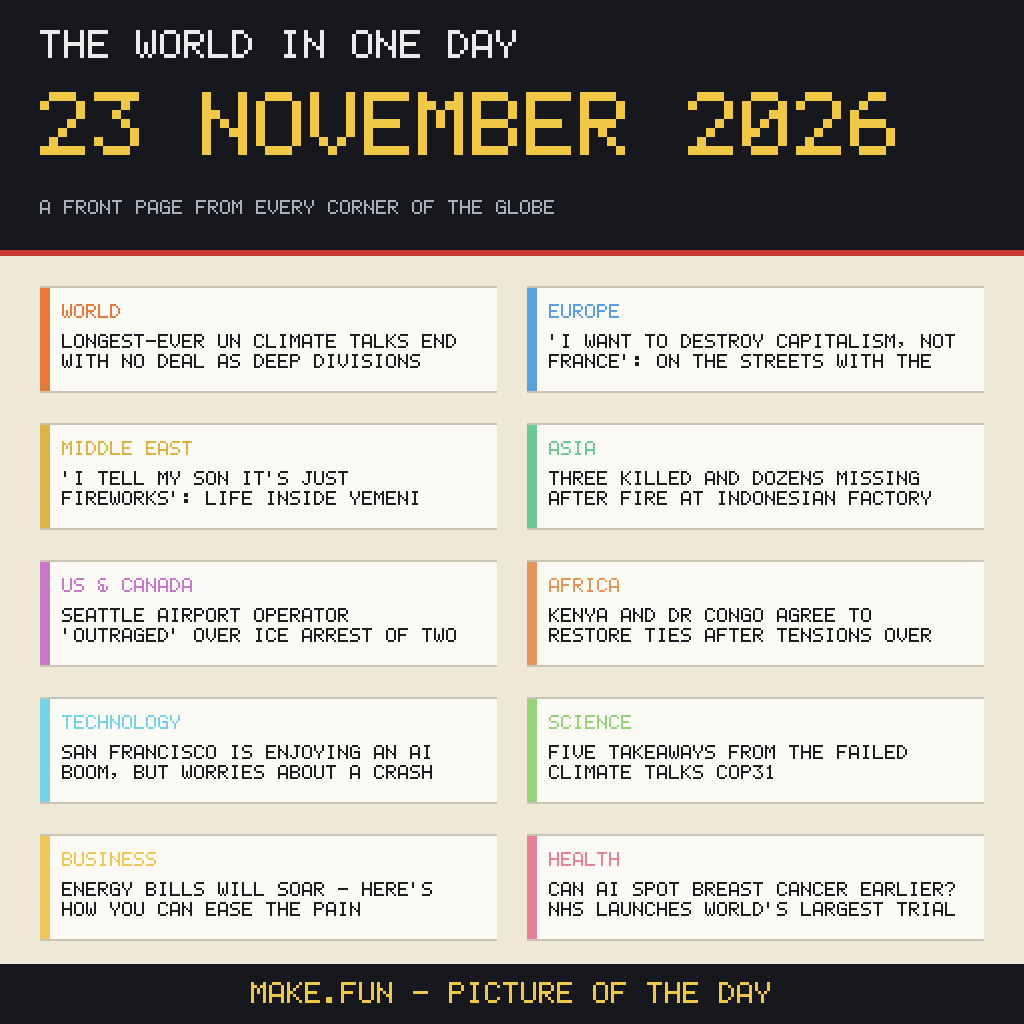 THE WORLD IN ONE DAY
23 NOVEMBER 2026
A FRONT PAGE FROM EVERY CORNER OF THE GLOBE
WORLD
LONGEST-EVER UN CLIMATE TALKS END
WITH NO DEAL AS DEEP DIVISIONS
EUROPE
'I WANT TO DESTROY CAPITALISM, NOT
FRANCE': ON THE STREETS WITH THE
MIDDLE EAST
'I TELL MY SON IT'S JUST
FIREWORKS': LIFE INSIDE YEMENI
ASIA
THREE KILLED AND DOZENS MISSING
AFTER FIRE AT INDONESIAN FACTORY
US & CANADA
SEATTLE AIRPORT OPERATOR
'OUTRAGED' OVER ICE ARREST OF TWO
AFRICA
KENYA AND DR CONGO AGREE TO
RESTORE TIES AFTER TENSIONS OVER
TECHNOLOGY
SAN FRANCISCO IS ENJOYING AN AI
BOOM, BUT WORRIES ABOUT A CRASH
SCIENCE
FIVE TAKEAWAYS FROM THE FAILED
CLIMATE TALKS COP31
BUSINESS
ENERGY BILLS WILL SOAR - HERE'S
HOW YOU CAN EASE THE PAIN
HEALTH
CAN AI SPOT BREAST CANCER EARLIER?
NHS LAUNCHES WORLD'S LARGEST TRIAL
MAKE.FUN - PICTURE OF THE DAY